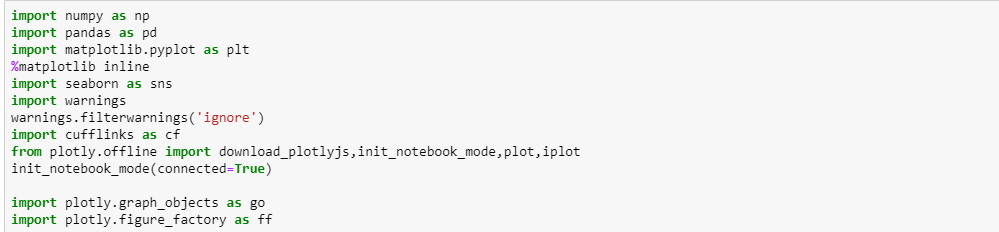 import numpy as np
import pandas as pd
import matplotlib.pyplot as plt
%matplotlib inline
import seaborn as sns
import warnings
warnings.filterwarnings('ignore')
import cufflinks as cf
from plotly.offline import download_plotlyjs,init_notebook_mode,plot,iplot
init_notebook_mode(connected=True)

import plotly.graph_objects as go
import plotly.figure_factory as ff